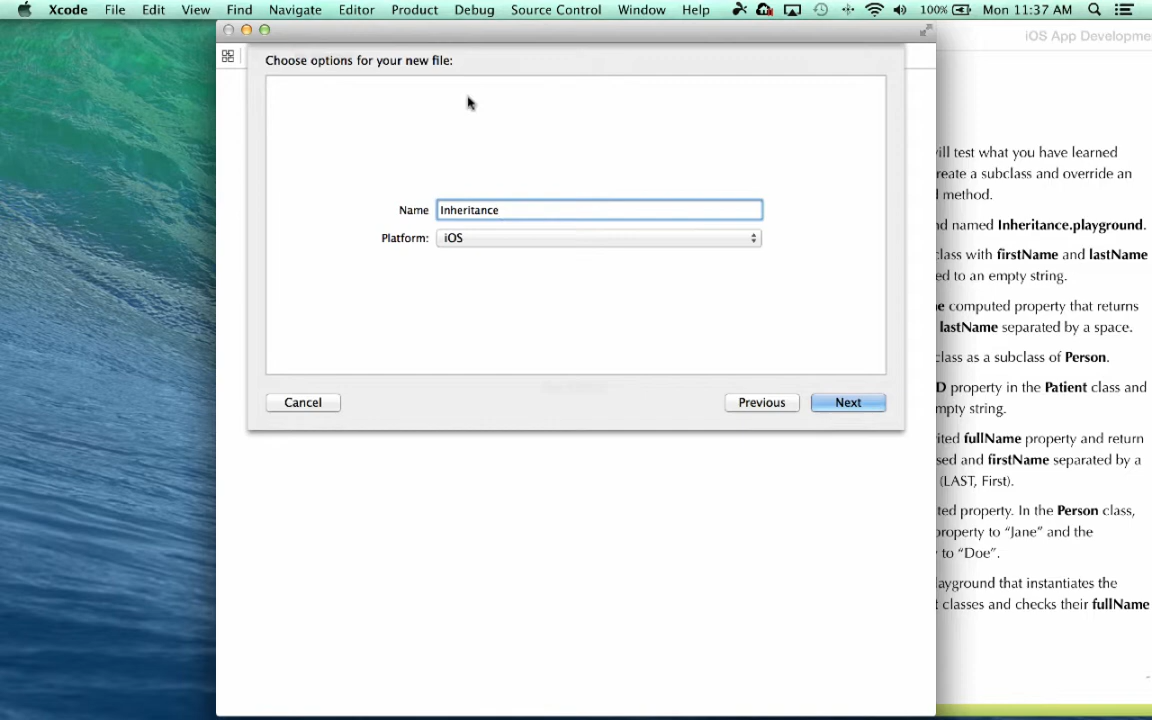 Xcode File Edit View Find Navigate Editor Product Debug Source Control Window Help 100% Mon 11:37 AM
iOS App Developme
Choose options for your new file:
Name Inheritance
Platform: iOS
Cancel Previous Next
ill test what you have learned
reate a subclass and override an
method.
d named Inheritance.playground.
lass with firstName and lastName
ed to an empty string.
e computed property that returns
lastName separated by a space.
class as a subclass of Person.
D property in the Patient class and
mpty string.
ited fullName property and return
sed and firstName separated by a
(LAST, First).
ted property. In the Person class,
property to “Jane” and the
to “Doe”.
ayground that instantiates the
t classes and checks their fullName